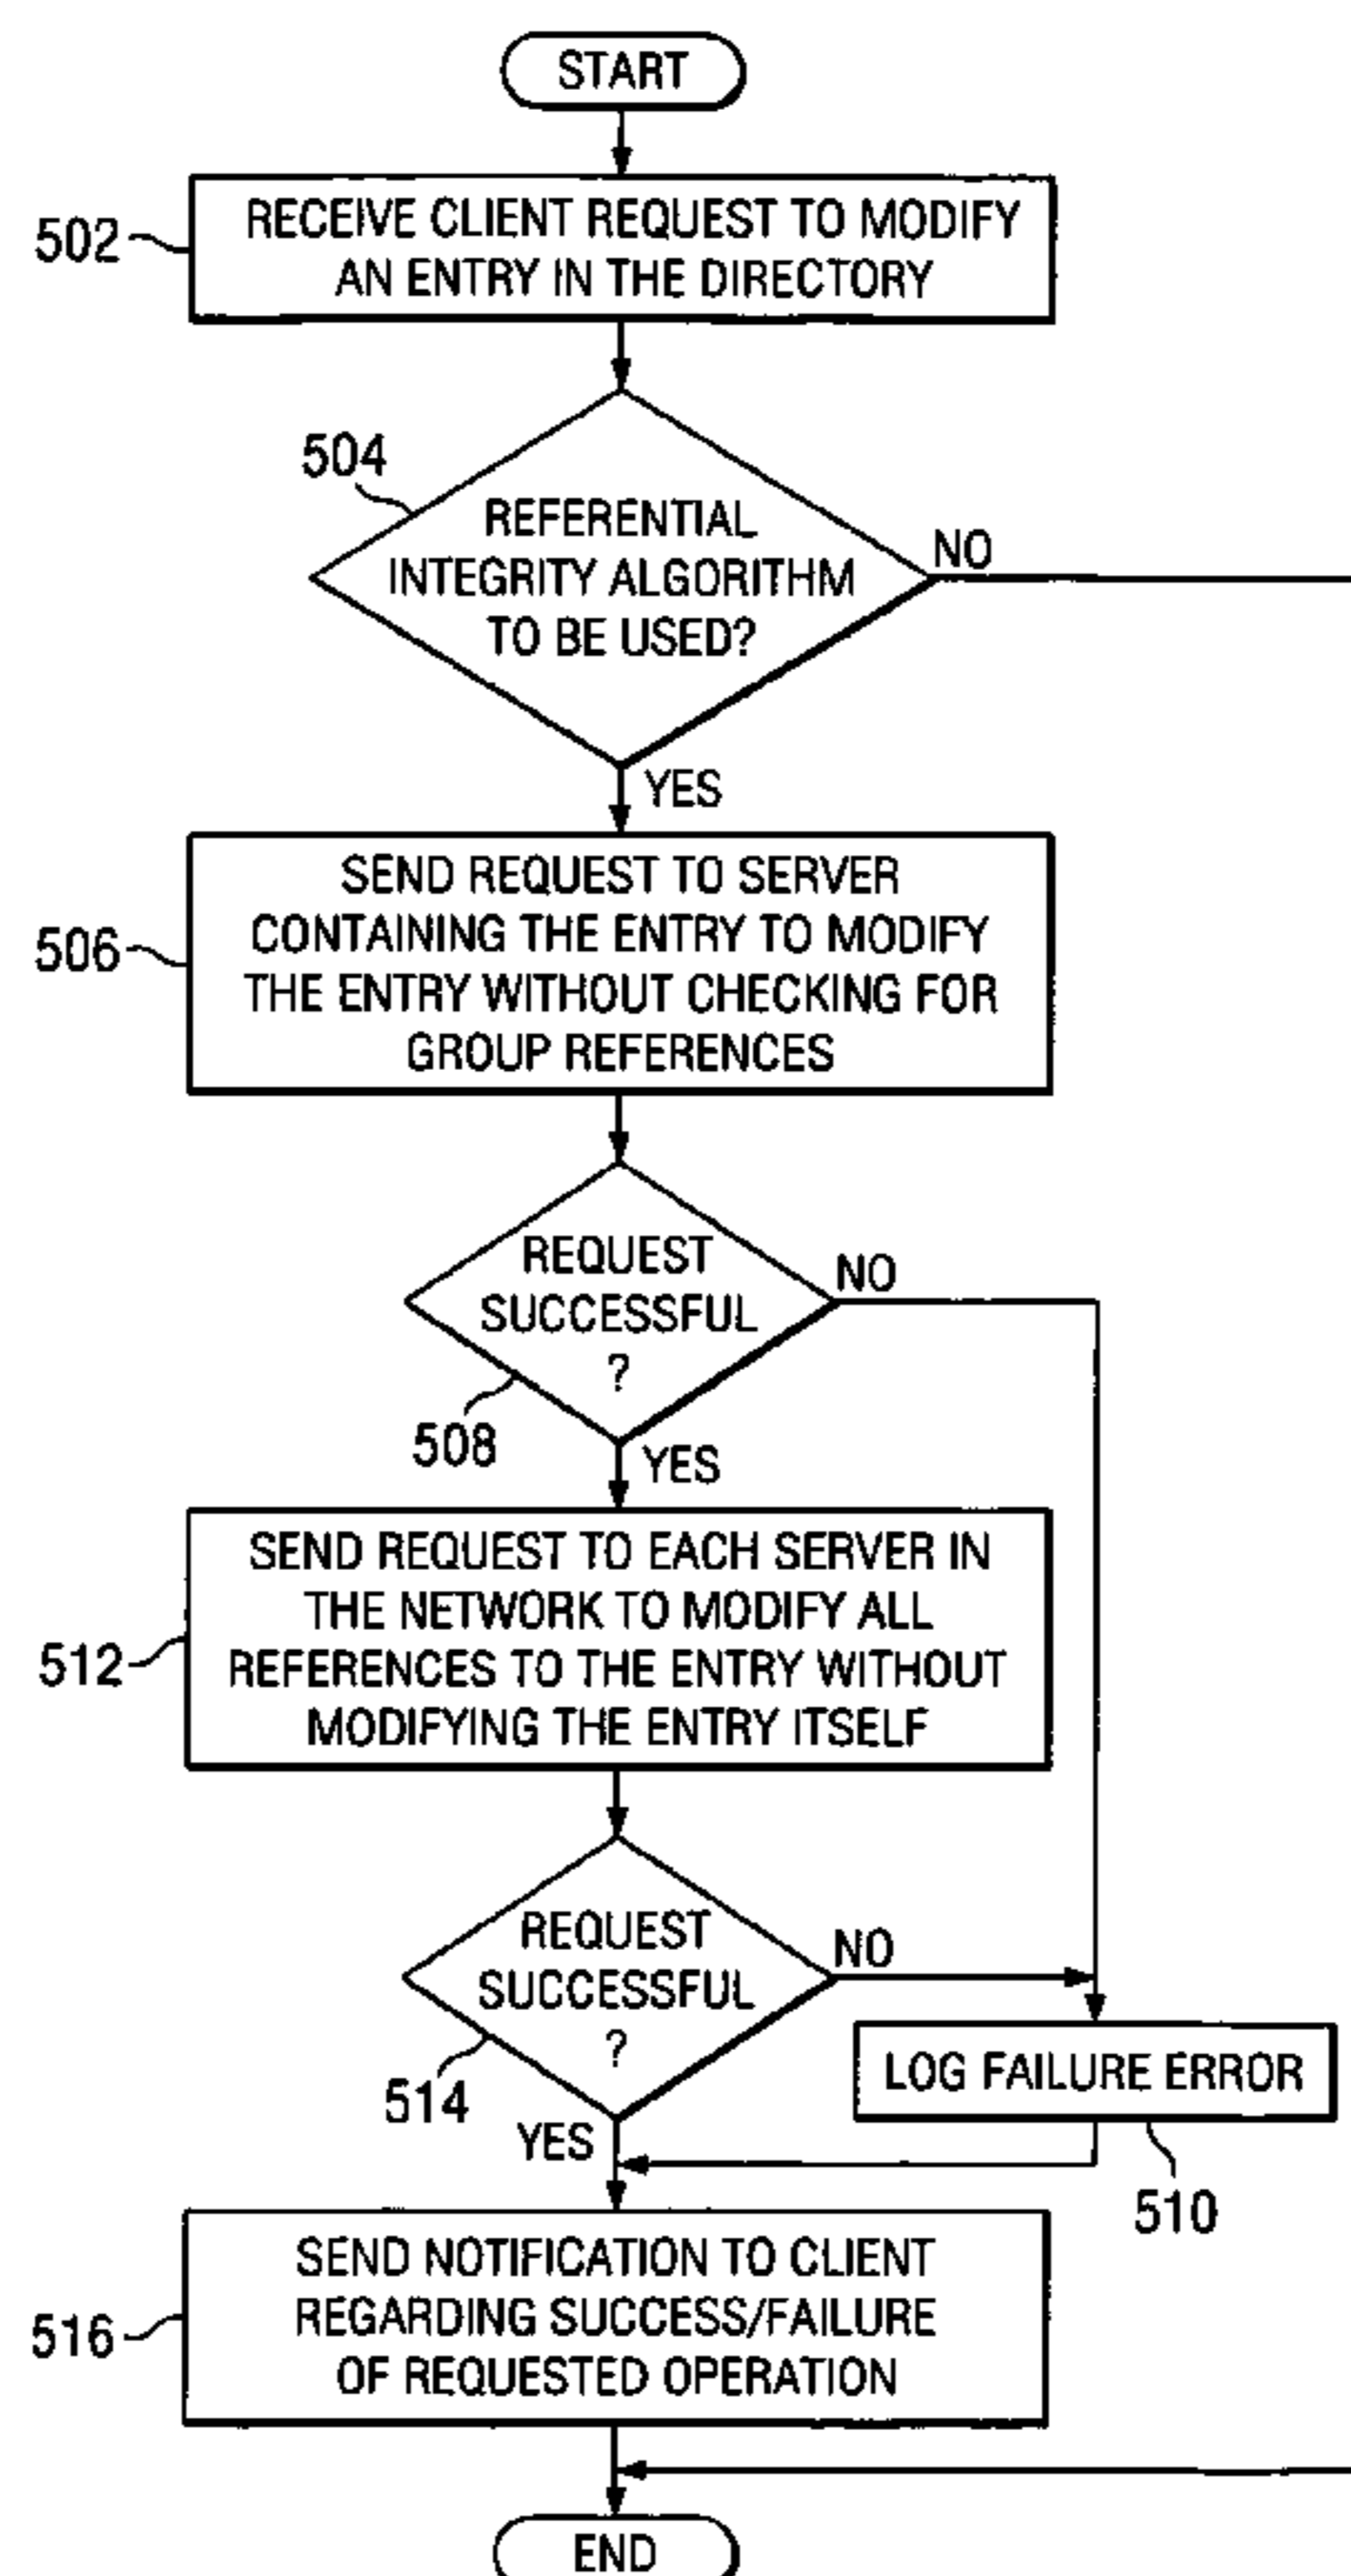 START
502
RECEIVE CLIENT REQUEST TO MODIFY
AN ENTRY IN THE DIRECTORY
504
REFERENTIAL
INTEGRITY ALGORITHM
TO BE USED?
NO
YES
506
SEND REQUEST TO SERVER
CONTAINING THE ENTRY TO MODIFY
THE ENTRY WITHOUT CHECKING FOR
GROUP REFERENCES
REQUEST
SUCCESSFUL
?
NO
508
YES
512
SEND REQUEST TO EACH SERVER IN
THE NETWORK TO MODIFY ALL
REFERENCES TO THE ENTRY WITHOUT
MODIFYING THE ENTRY ITSELF
REQUEST
SUCCESSFUL
?
NO
514
YES
LOG FAILURE ERROR
510
516
SEND NOTIFICATION TO CLIENT
REGARDING SUCCESS/FAILURE
OF REQUESTED OPERATION
END